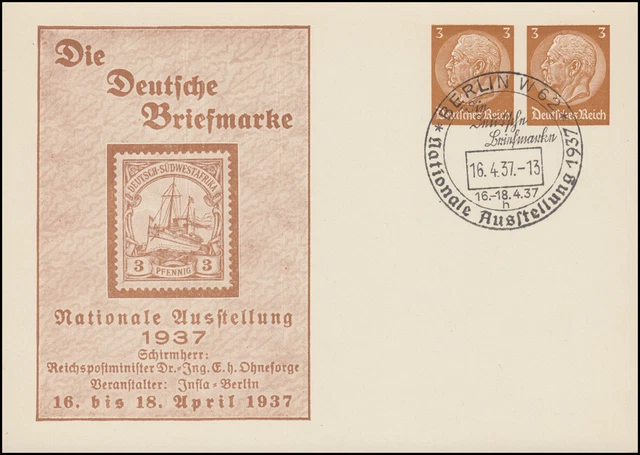 Die
Deutsche
Briefmarke
DEUTSCH-SÜDWESTAFRIKA
3 PFENNIG 3
Nationale Ausstellung
1937
Schirmherr:
Reichspostminister Dr.-Ing. E. h. Ohnesorge
Veranstalter: Infla-Berlin
16. bis 18. April 1937
3 3
Deutsches Reich Deutsches Reich
BERLIN W 62
Die
Deutsche
Briefmarke
16.4.37.-13
16.-18.4.37
h
* Nationale Ausstellung 1937 *